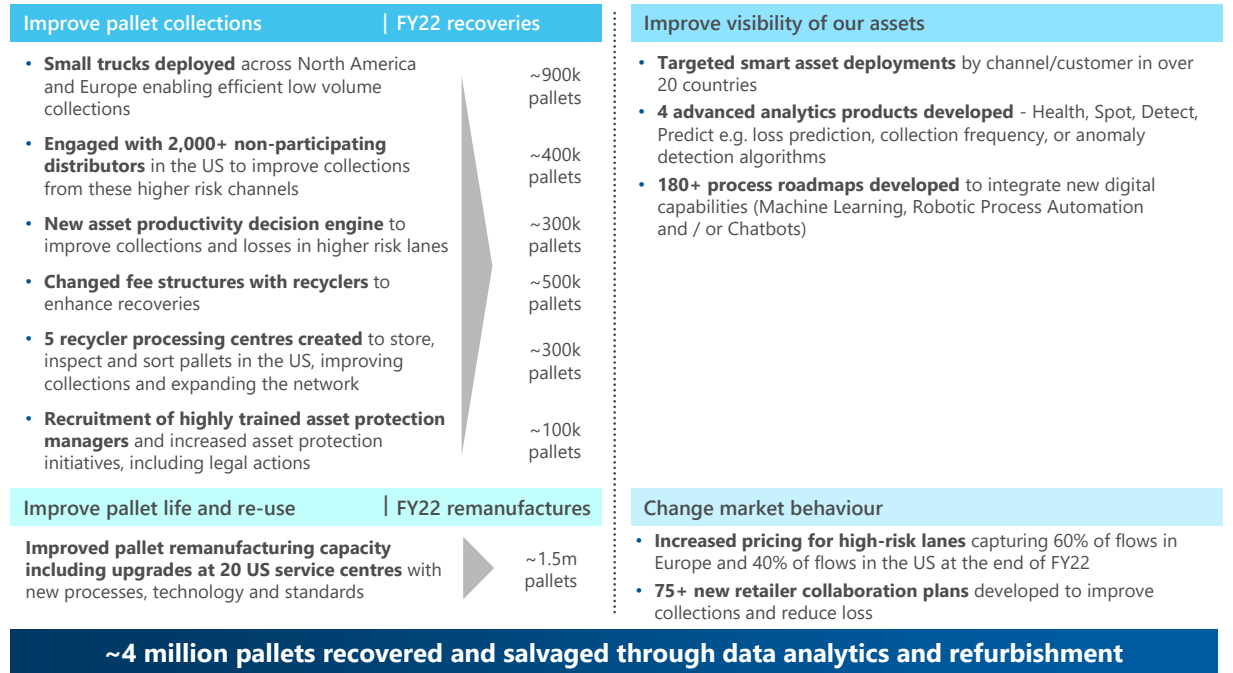 Improve pallet collections | FY22 recoveries
• Small trucks deployed across North America
and Europe enabling efficient low volume
collections
~900k
pallets
• Engaged with 2,000+ non-participating
distributors in the US to improve collections
from these higher risk channels
~400k
pallets
• New asset productivity decision engine to
improve collections and losses in higher risk lanes
~300k
pallets
• Changed fee structures with recyclers to
enhance recoveries
~500k
pallets
• 5 recycler processing centres created to store,
inspect and sort pallets in the US, improving
collections and expanding the network
~300k
pallets
• Recruitment of highly trained asset protection
managers and increased asset protection
initiatives, including legal actions
~100k
pallets
Improve pallet life and re-use | FY22 remanufactures
Improved pallet remanufacturing capacity
including upgrades at 20 US service centres with
new processes, technology and standards
~1.5m
pallets
Improve visibility of our assets
• Targeted smart asset deployments by channel/customer in over
20 countries
• 4 advanced analytics products developed - Health, Spot, Detect,
Predict e.g. loss prediction, collection frequency, or anomaly
detection algorithms
• 180+ process roadmaps developed to integrate new digital
capabilities (Machine Learning, Robotic Process Automation
and / or Chatbots)
Change market behaviour
• Increased pricing for high-risk lanes capturing 60% of flows in
Europe and 40% of flows in the US at the end of FY22
• 75+ new retailer collaboration plans developed to improve
collections and reduce loss
~4 million pallets recovered and salvaged through data analytics and refurbishment